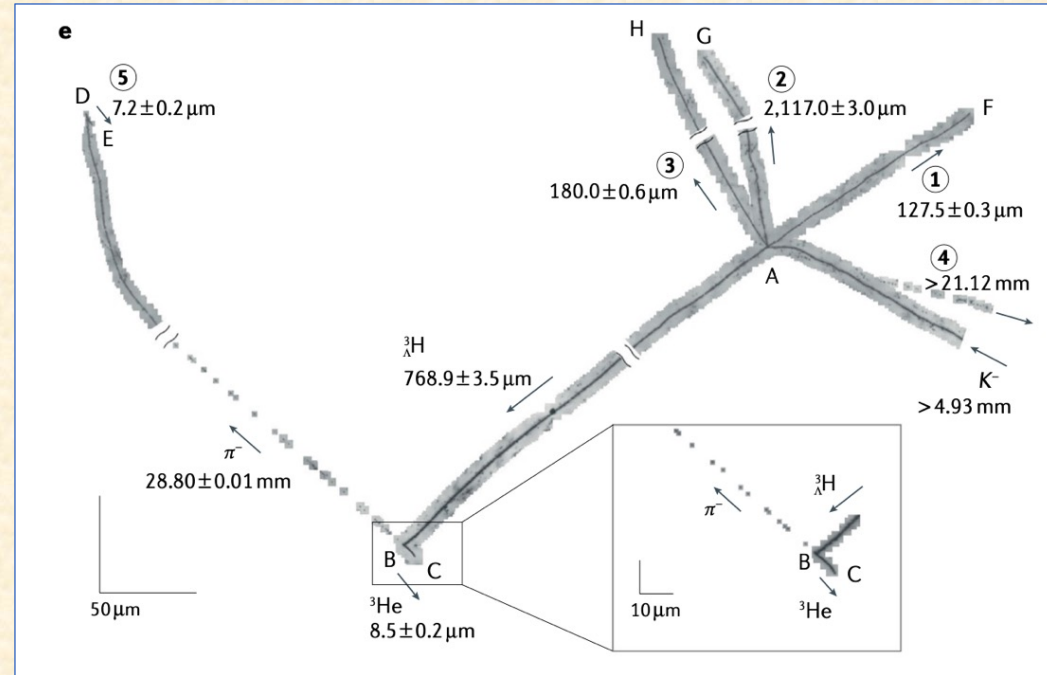 e
H
G
D
⑤
7.2±0.2 μm
E
②
2,117.0±3.0 μm
F
③
180.0±0.6 μm
①
127.5±0.3 μm
A
④
>21.12 mm
K⁻
>4.93 mm
³ΛH
768.9±3.5 μm
π⁻
28.80±0.01 mm
B
C
³He
8.5±0.2 μm
50 μm
³ΛH
π⁻
B
C
³He
10 μm